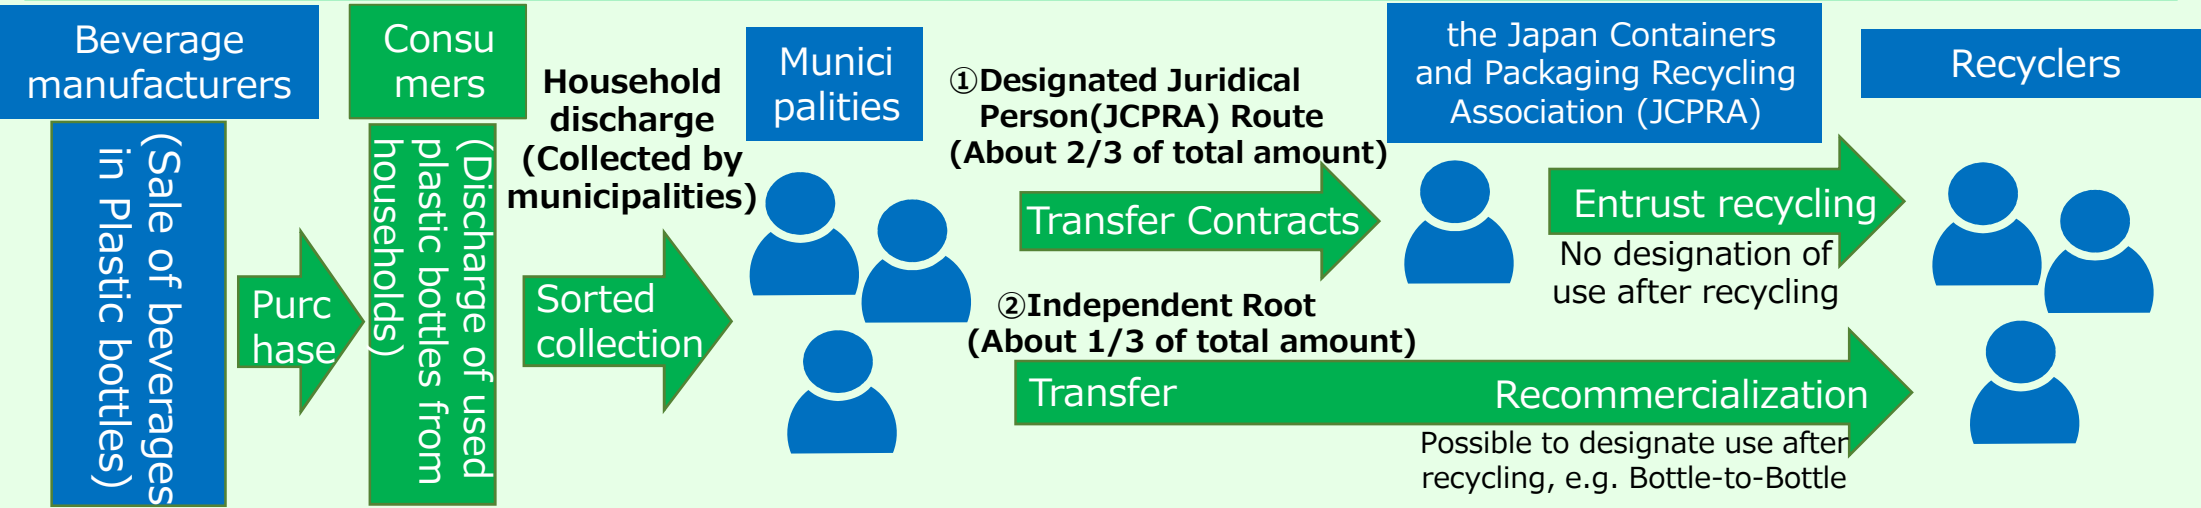 Beverage
manufacturers
(Sale of beverages
in Plastic bottles)
Purc
hase
Consu
mers
(Discharge of used
plastic bottles from
households)
Household
discharge
(Collected by
municipalities)
Sorted
collection
Munici
palities
①Designated Juridical
Person(JCPRA) Route
(About 2/3 of total amount)
Transfer Contracts
the Japan Containers
and Packaging Recycling
Association (JCPRA)
Entrust recycling
No designation of
use after recycling
Recyclers
②Independent Root
(About 1/3 of total amount)
Transfer
Recommercialization
Possible to designate use after
recycling, e.g. Bottle-to-Bottle